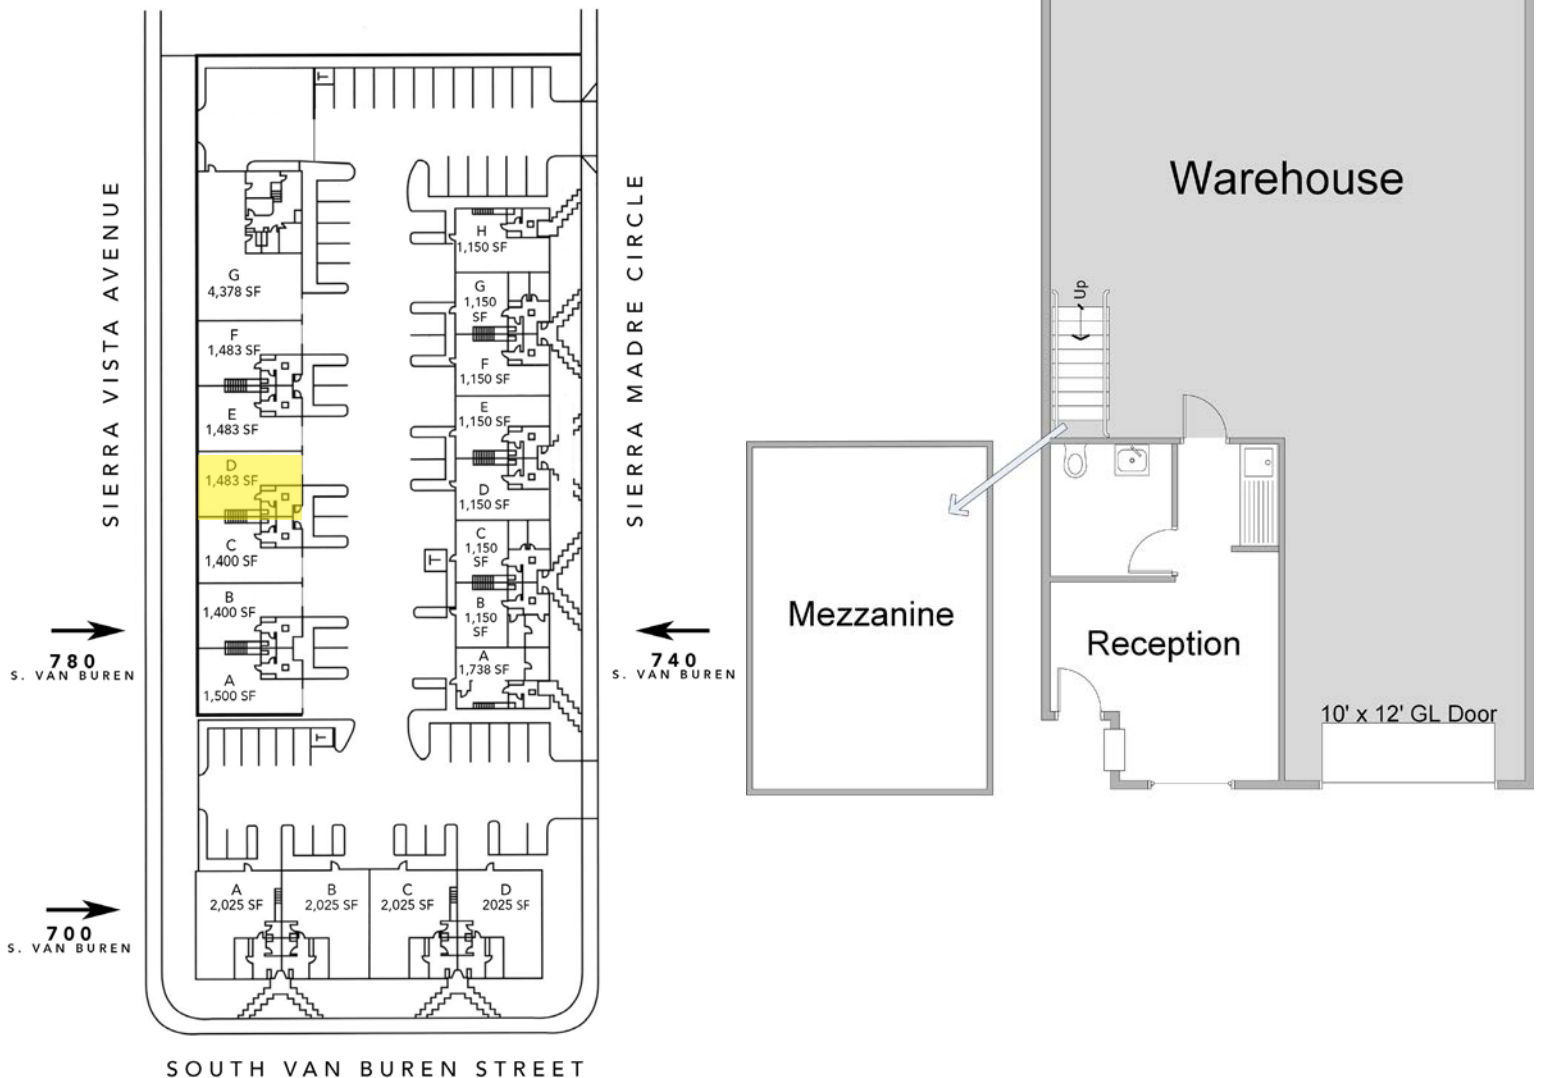 SIERRA VISTA AVENUE
SIERRA MADRE CIRCLE
T
G
4,378 SF
F
1,483 SF
E
1,483 SF
D
1,483 SF
C
1,400 SF
B
1,400 SF
A
1,500 SF
T
H
1,150 SF
G
1,150
SF
F
1,150 SF
E
1,150 SF
D
1,150 SF
C
1,150
SF
T
B
1,150
SF
A
1,738 SF
780
S. VAN BUREN
740
S. VAN BUREN
A
2,025 SF
B
2,025 SF
C
2,025 SF
D
2025 SF
700
S. VAN BUREN
SOUTH VAN BUREN STREET
Warehouse
Up
Mezzanine
Reception
10' x 12' GL Door